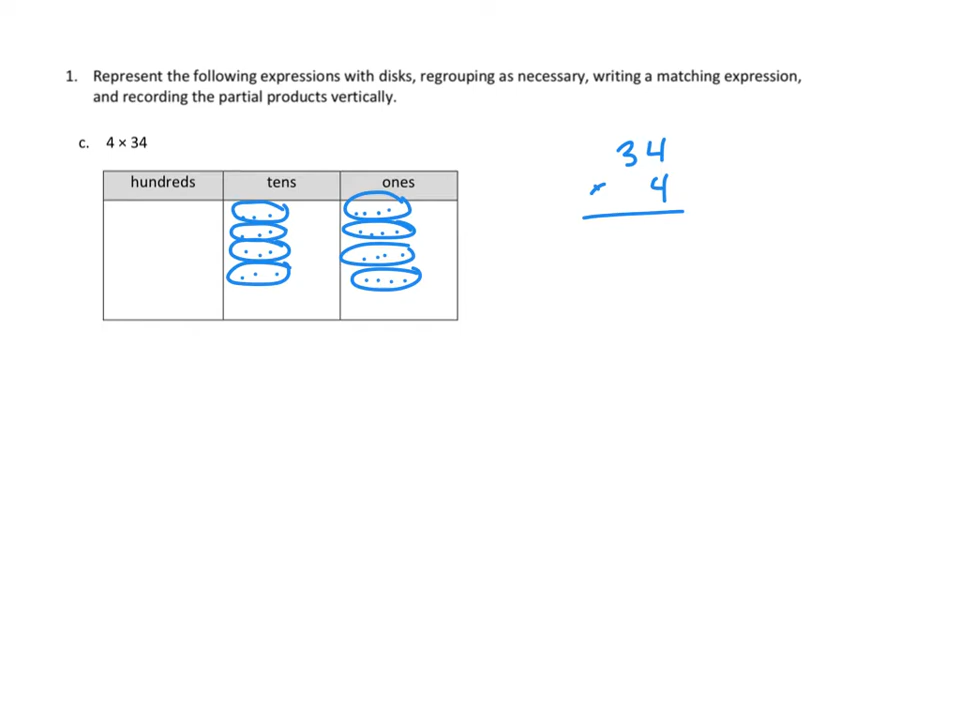 1. Represent the following expressions with disks, regrouping as necessary, writing a matching expression,
and recording the partial products vertically.
c. 4 × 34
hundreds tens ones
34
× 4